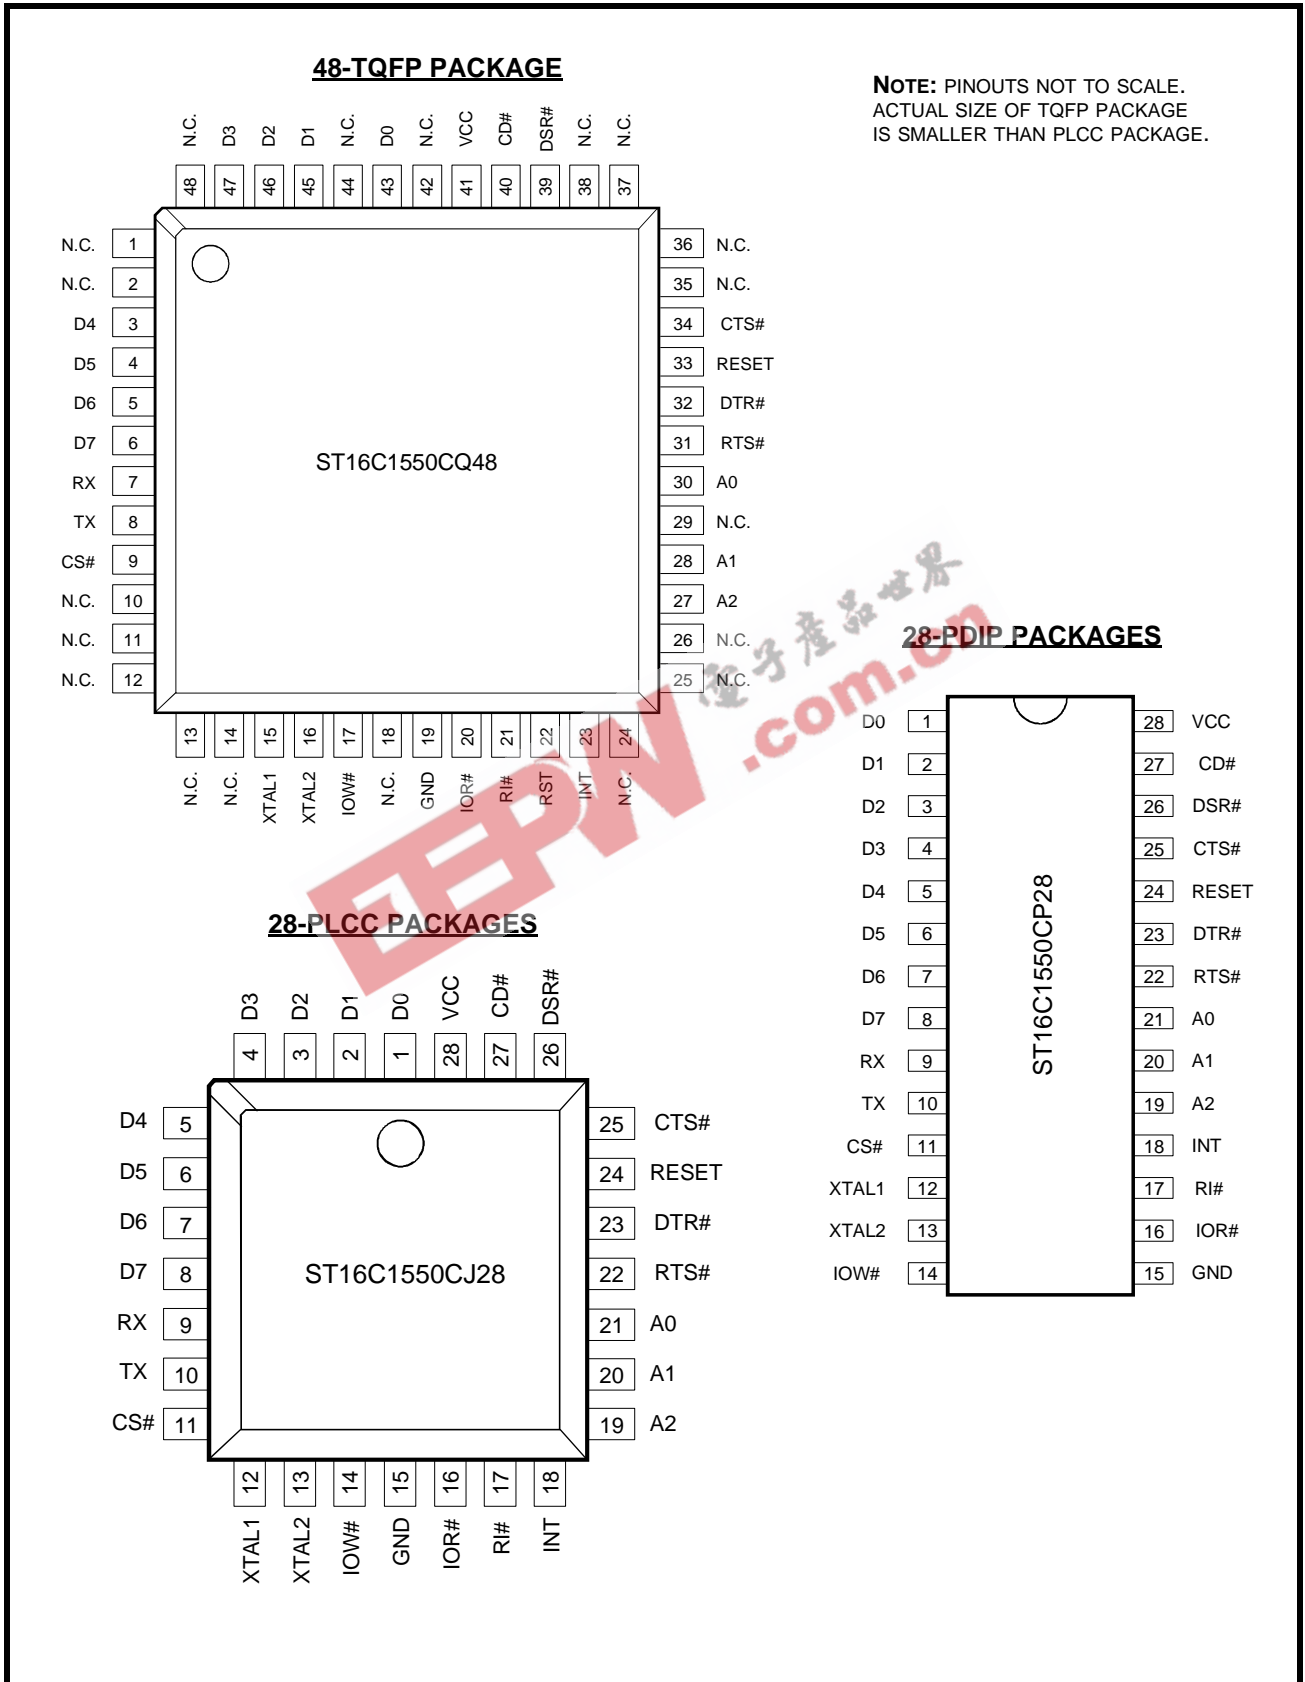 48-TQFP PACKAGE
NOTE: PINOUTS NOT TO SCALE.
ACTUAL SIZE OF TQFP PACKAGE
IS SMALLER THAN PLCC PACKAGE.
N.C. D3 D2 D1 N.C. D0 N.C. VCC CD# DSR# N.C. N.C.
48 47 46 45 44 43 42 41 40 39 38 37
N.C. 1 36 N.C.
N.C. 2 35 N.C.
D4 3 34 CTS#
D5 4 33 RESET
D6 5 32 DTR#
D7 6 31 RTS#
ST16C1550CQ48
RX 7 30 A0
TX 8 29 N.C.
CS# 9 28 A1
N.C. 10 27 A2
N.C. 11 26 N.C.
N.C. 12 25 N.C.
13 14 15 16 17 18 19 20 21 22 23 24
N.C. N.C. XTAL1 XTAL2 IOW# N.C. GND IOR# RI# RST INT N.C.
EEPW
電子產品世界
.com.cn
28-PDIP PACKAGES
D0 1 28 VCC
D1 2 27 CD#
D2 3 26 DSR#
D3 4 25 CTS#
D4 5 24 RESET
D5 6 23 DTR#
D6 7 22 RTS#
D7 8 21 A0
RX 9 20 A1
TX 10 19 A2
CS# 11 18 INT
XTAL1 12 17 RI#
XTAL2 13 16 IOR#
IOW# 14 15 GND
ST16C1550CP28
28-PLCC PACKAGES
D3 D2 D1 D0 VCC CD# DSR#
4 3 2 1 28 27 26
D4 5 25 CTS#
D5 6 24 RESET
D6 7 23 DTR#
D7 8 22 RTS#
ST16C1550CJ28
RX 9 21 A0
TX 10 20 A1
CS# 11 19 A2
12 13 14 15 16 17 18
XTAL1 XTAL2 IOW# GND IOR# RI# INT